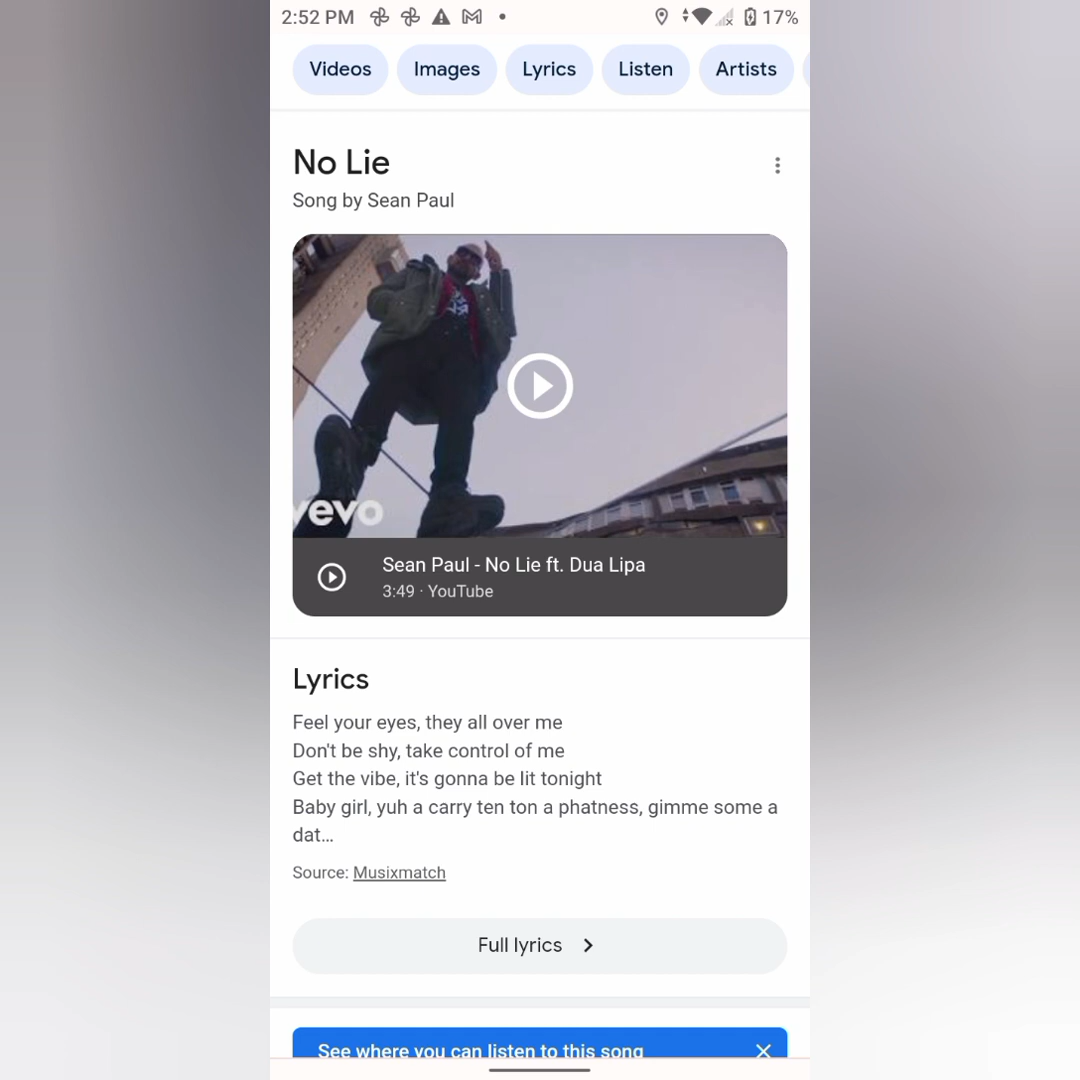 2:52 PM
17%
Videos Images Lyrics Listen Artists
No Lie
Song by Sean Paul
vevo
Sean Paul - No Lie ft. Dua Lipa
3:49 · YouTube
Lyrics
Feel your eyes, they all over me
Don't be shy, take control of me
Get the vibe, it's gonna be lit tonight
Baby girl, yuh a carry ten ton a phatness, gimme some a
dat...
Source: Musixmatch
Full lyrics
See where you can listen to this song